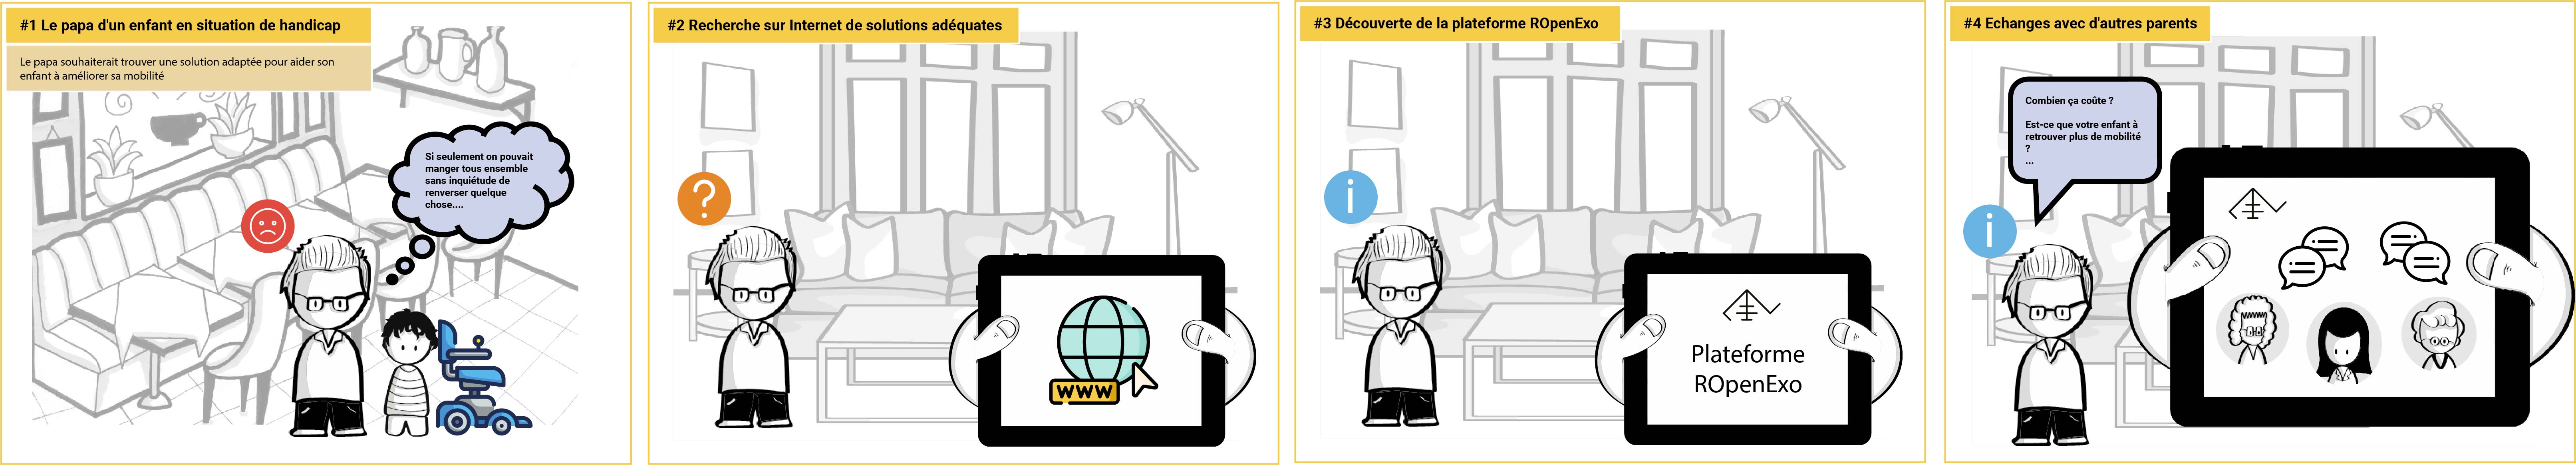 #1 Le papa d'un enfant en situation de handicap
Le papa souhaiterait trouver une solution adaptée pour aider son
enfant à améliorer sa mobilité
Si seulement on pouvait
manger tous ensemble
sans inquiétude de
renverser quelque
chose....
#2 Recherche sur Internet de solutions adéquates
?
www
#3 Découverte de la plateforme ROpenExo
i
Plateforme
ROpenExo
#4 Echanges avec d'autres parents
Combien ça coûte ?
Est-ce que votre enfant à
retrouver plus de mobilité
?
...
i